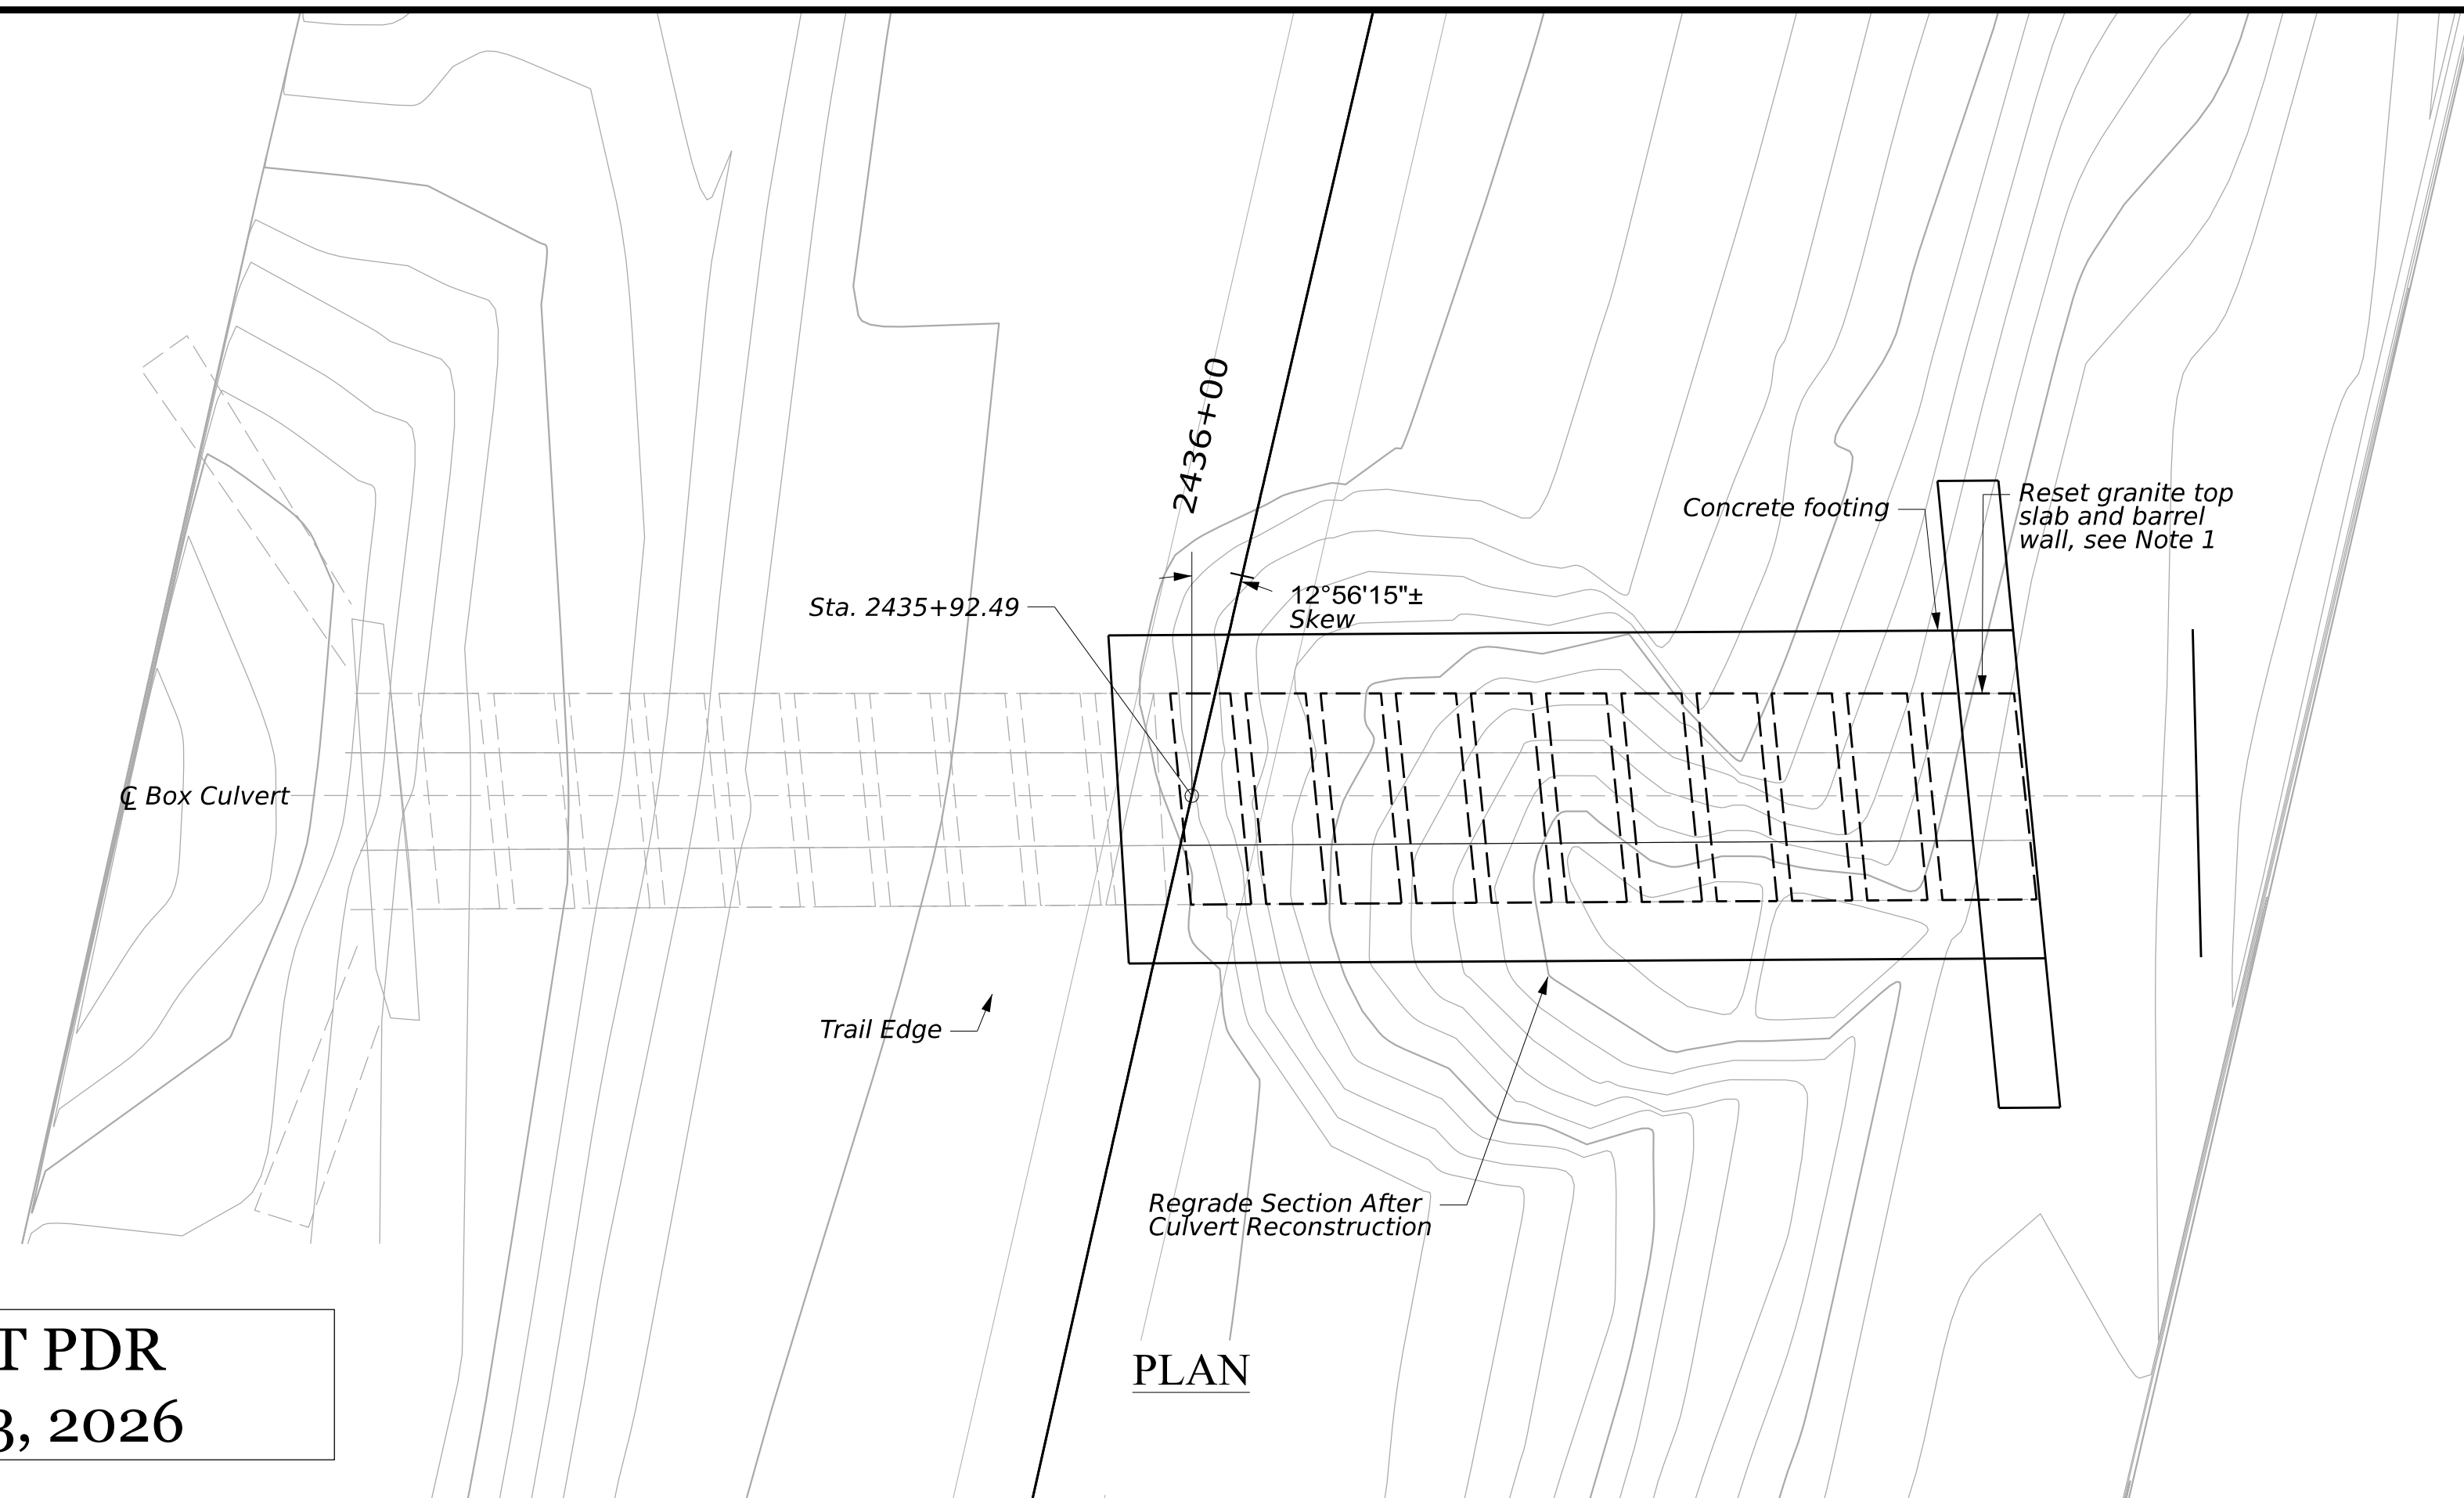 2436+00
Concrete footing
Reset granite top
slab and barrel
wall, see Note 1
Sta. 2435+92.49
12°56'15"±
Skew
℄ Box Culvert
Trail Edge
Regrade Section After
Culvert Reconstruction
PLAN
T PDR
3, 2026